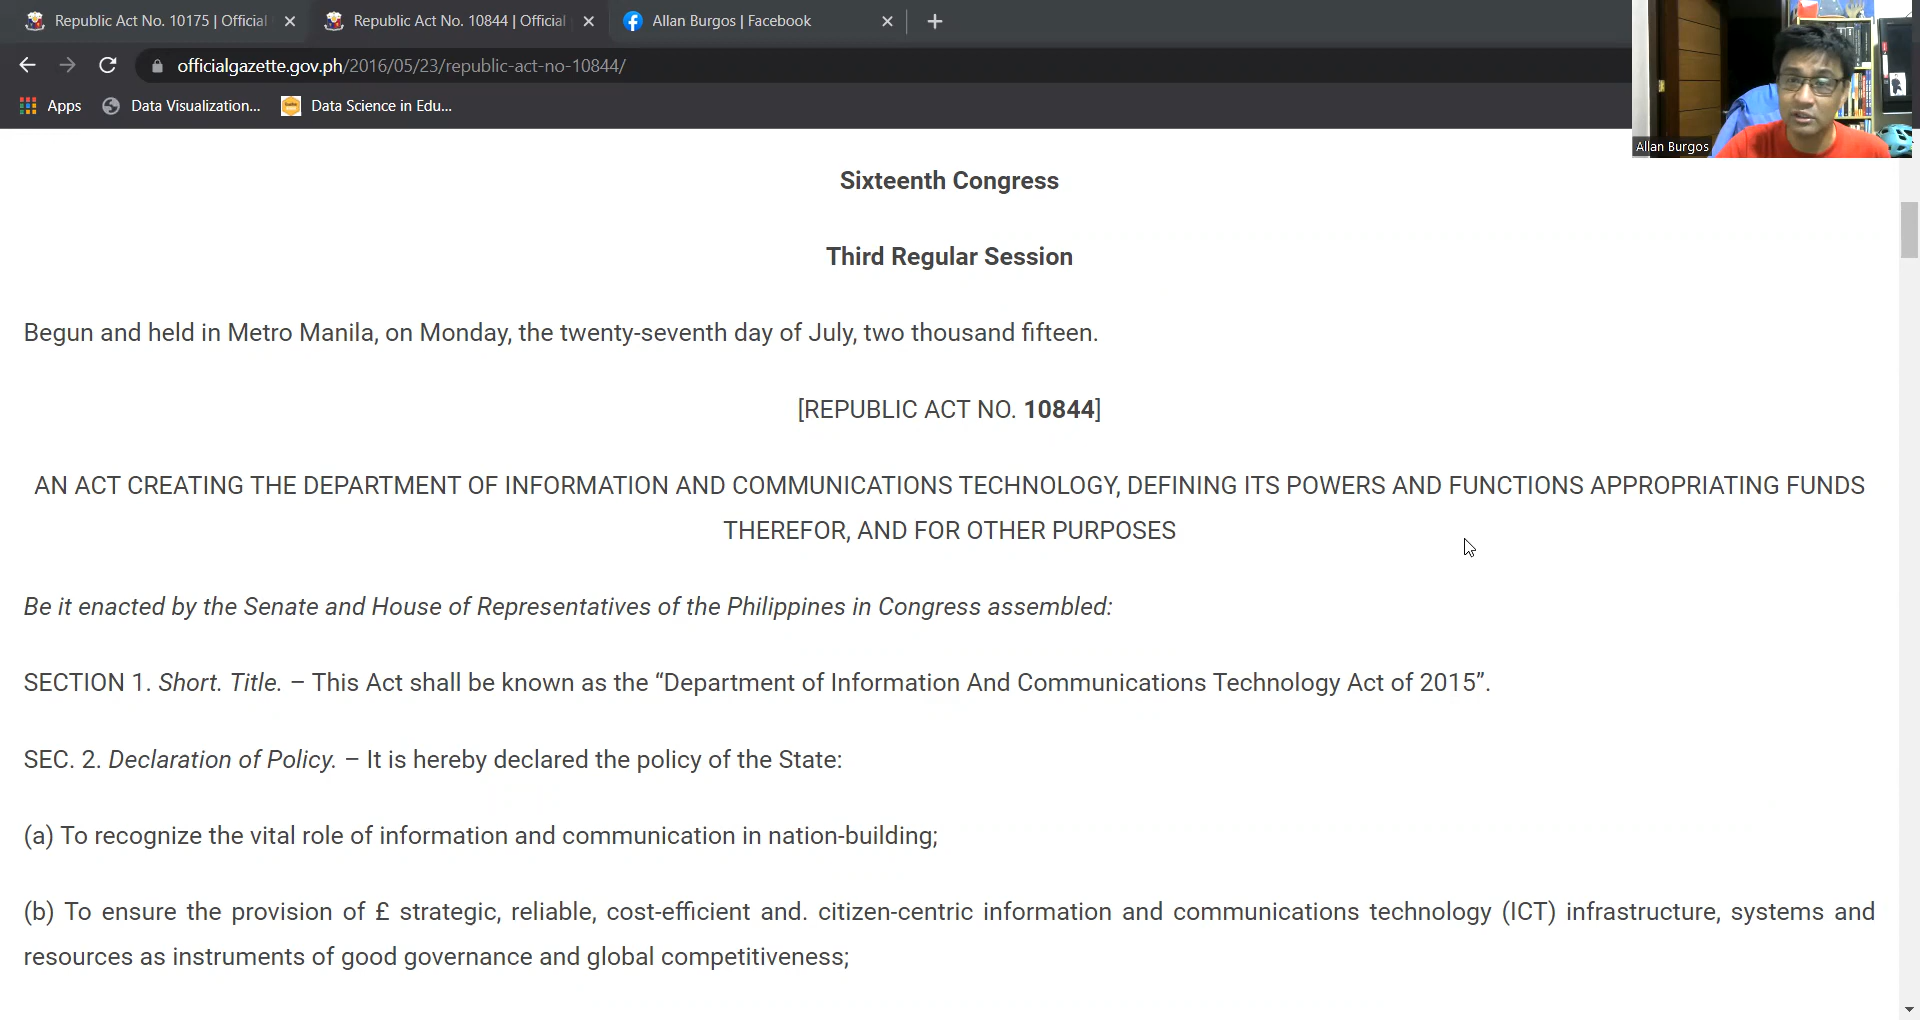 Republic Act No. 10175 | Official
Republic Act No. 10844 | Official
Allan Burgos | Facebook
officialgazette.gov.ph/2016/05/23/republic-act-no-10844/
Apps
Data Visualization...
Data Science in Edu...
Allan Burgos
Sixteenth Congress
Third Regular Session
Begun and held in Metro Manila, on Monday, the twenty-seventh day of July, two thousand fifteen.
[REPUBLIC ACT NO. 10844]
AN ACT CREATING THE DEPARTMENT OF INFORMATION AND COMMUNICATIONS TECHNOLOGY, DEFINING ITS POWERS AND FUNCTIONS APPROPRIATING FUNDS
THEREFOR, AND FOR OTHER PURPOSES
Be it enacted by the Senate and House of Representatives of the Philippines in Congress assembled:
SECTION 1. Short. Title. – This Act shall be known as the “Department of Information And Communications Technology Act of 2015”.
SEC. 2. Declaration of Policy. – It is hereby declared the policy of the State:
(a) To recognize the vital role of information and communication in nation-building;
(b) To ensure the provision of £ strategic, reliable, cost-efficient and. citizen-centric information and communications technology (ICT) infrastructure, systems and
resources as instruments of good governance and global competitiveness;